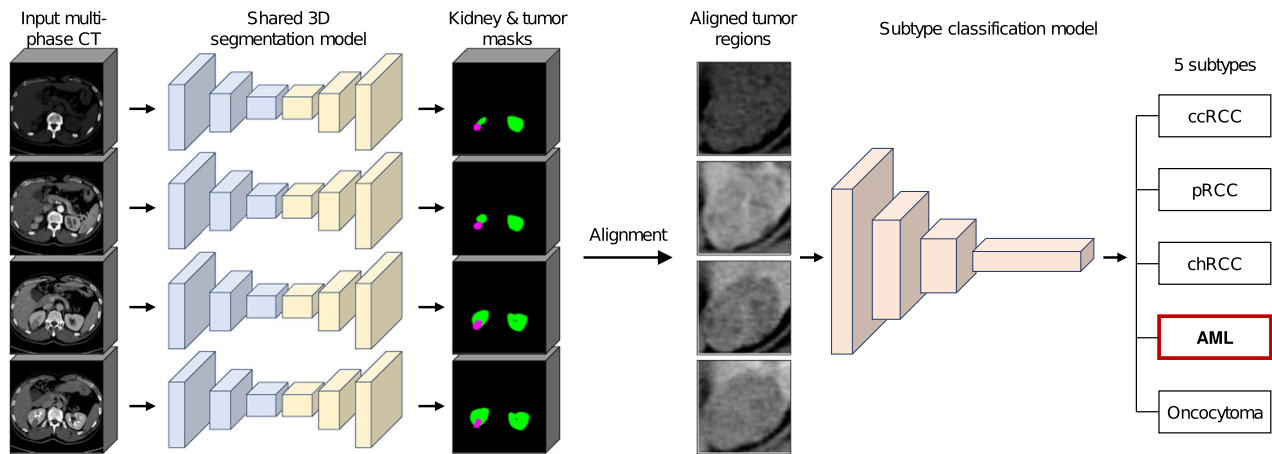 Input multi-
phase CT
Shared 3D
segmentation model
Kidney & tumor
masks
Alignment
Aligned tumor
regions
Subtype classification model
5 subtypes
ccRCC
pRCC
chRCC
AML
Oncocytoma